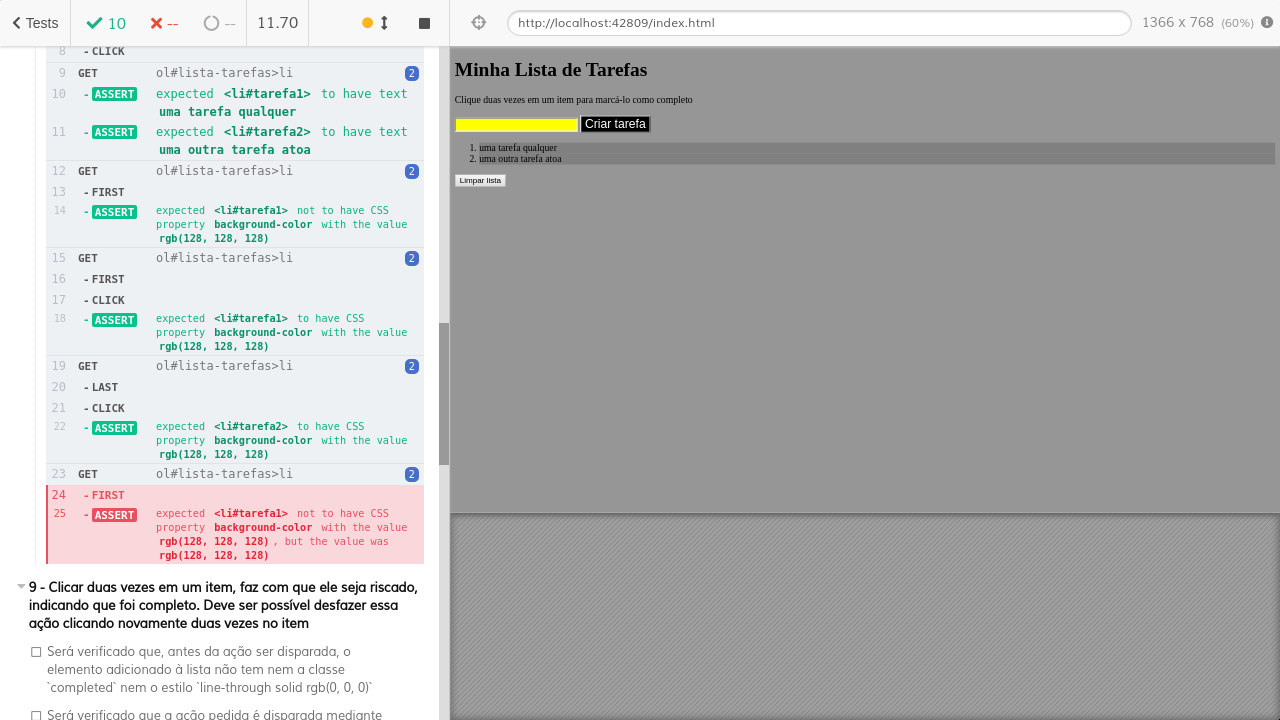 Tests 10 -- -- 11.70
http://localhost:42809/index.html 1366 x 768 (60%)
8 - CLICK
9 GET ol#lista-tarefas>li 2
10 - ASSERT expected <li#tarefa1> to have text
uma tarefa qualquer
11 - ASSERT expected <li#tarefa2> to have text
uma outra tarefa atoa
12 GET ol#lista-tarefas>li 2
13 - FIRST
14 - ASSERT expected <li#tarefa1> not to have CSS
property background-color with the value
rgb(128, 128, 128)
15 GET ol#lista-tarefas>li 2
16 - FIRST
17 - CLICK
18 - ASSERT expected <li#tarefa1> to have CSS
property background-color with the value
rgb(128, 128, 128)
19 GET ol#lista-tarefas>li 2
20 - LAST
21 - CLICK
22 - ASSERT expected <li#tarefa2> to have CSS
property background-color with the value
rgb(128, 128, 128)
23 GET ol#lista-tarefas>li 2
24 - FIRST
25 - ASSERT expected <li#tarefa1> not to have CSS
property background-color with the value
rgb(128, 128, 128) , but the value was
rgb(128, 128, 128)
9 - Clicar duas vezes em um item, faz com que ele seja riscado,
indicando que foi completo. Deve ser possível desfazer essa
ação clicando novamente duas vezes no item
Será verificado que, antes da ação ser disparada, o
elemento adicionado à lista não tem nem a classe
`completed` nem o estilo `line-through solid rgb(0, 0, 0)`
Será verificado que a ação pedida é disparada mediante
Minha Lista de Tarefas
Clique duas vezes em um item para marcá-lo como completo
Criar tarefa
1. uma tarefa qualquer
2. uma outra tarefa atoa
Limpar lista